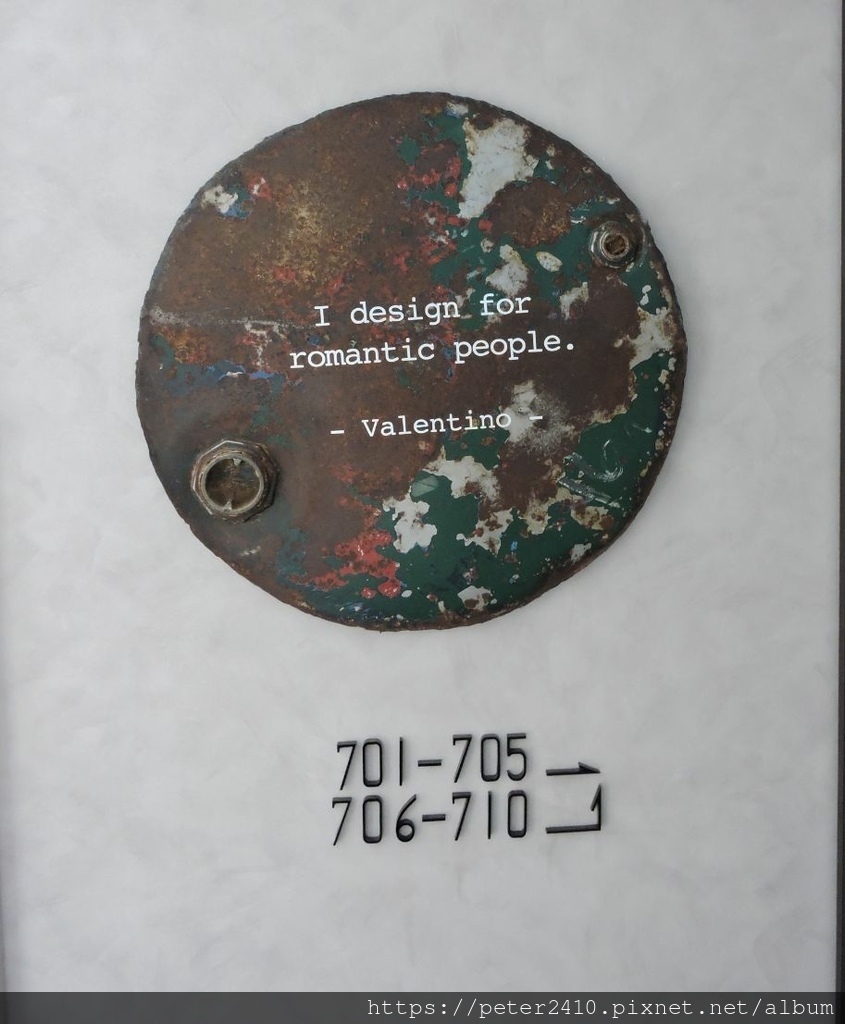 I design for
romantic people.
- Valentino -
701-705
706-710
https://peter2410.pixnet.net/album